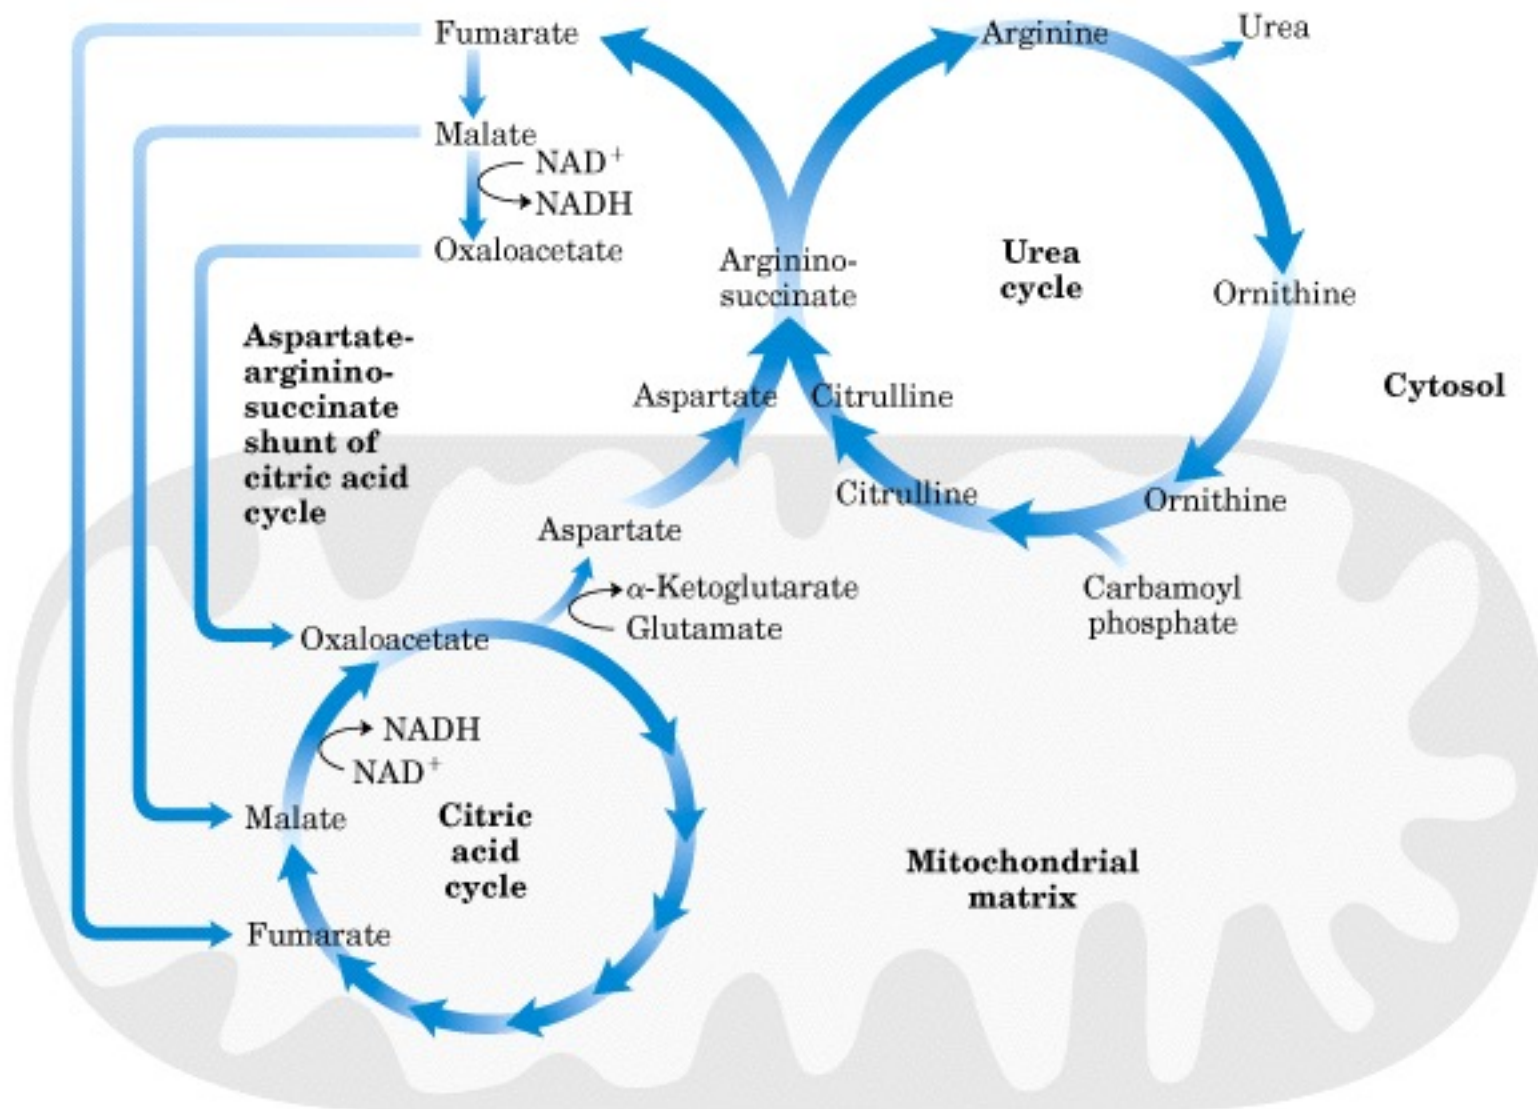 Fumarate
Arginine
Urea
Malate
NAD+
NADH
Oxaloacetate
Arginino-
succinate
Urea
cycle
Ornithine
Aspartate-
arginino-
succinate
shunt of
citric acid
cycle
Cytosol
Aspartate
Citrulline
Citrulline
Ornithine
Aspartate
α-Ketoglutarate
Glutamate
Carbamoyl
phosphate
Oxaloacetate
NADH
NAD+
Malate
Citric
acid
cycle
Mitochondrial
matrix
Fumarate